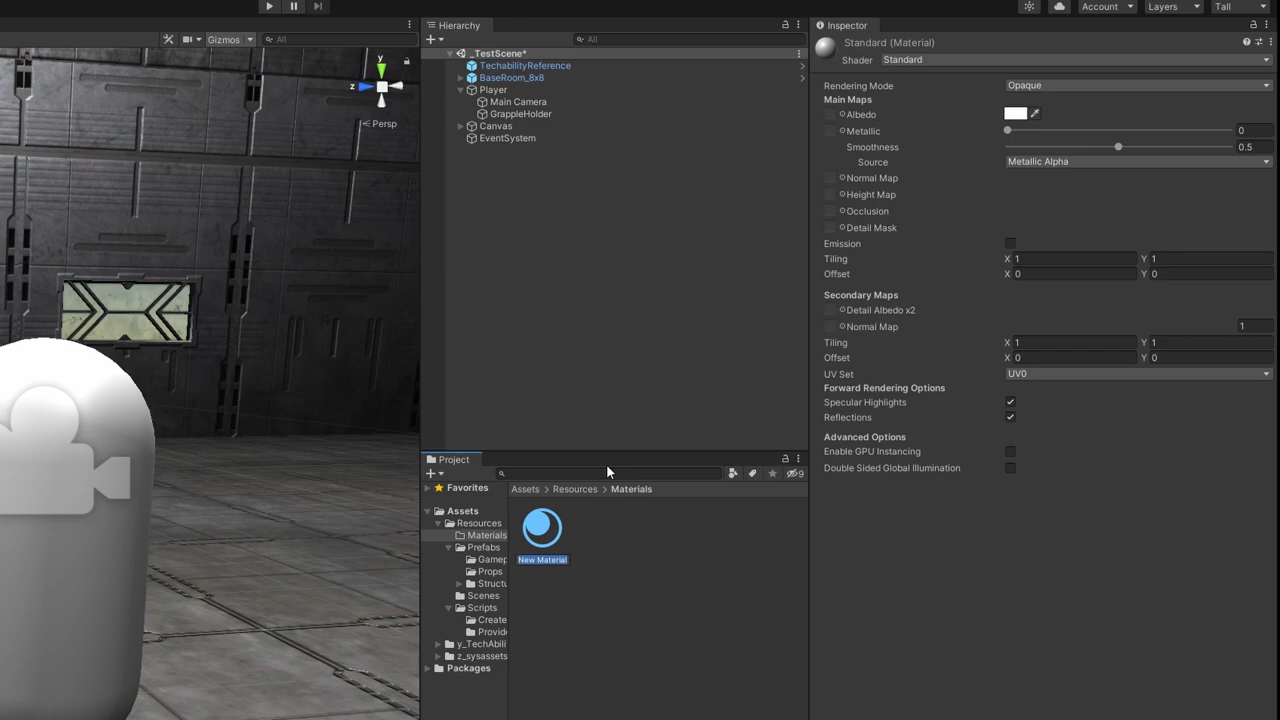 Account
Layers
Tall
Gizmos
All
y
z
Persp
Hierarchy
All
_TestScene*
TechabilityReference
BaseRoom_8x8
Player
Main Camera
GrappleHolder
Canvas
EventSystem
Project
9
Favorites
Assets
Resources
Materials
Prefabs
Gamep
Props
Structu
Scenes
Scripts
Create
Provide
y_TechAbili
z_sysassets
Packages
Assets > Resources > Materials
New Material
Inspector
Standard (Material)
Shader Standard
Rendering Mode Opaque
Main Maps
Albedo
Metallic 0
Smoothness 0.5
Source Metallic Alpha
Normal Map
Height Map
Occlusion
Detail Mask
Emission
Tiling X 1 Y 1
Offset X 0 Y 0
Secondary Maps
Detail Albedo x2
Normal Map 1
Tiling X 1 Y 1
Offset X 0 Y 0
UV Set UV0
Forward Rendering Options
Specular Highlights
Reflections
Advanced Options
Enable GPU Instancing
Double Sided Global Illumination